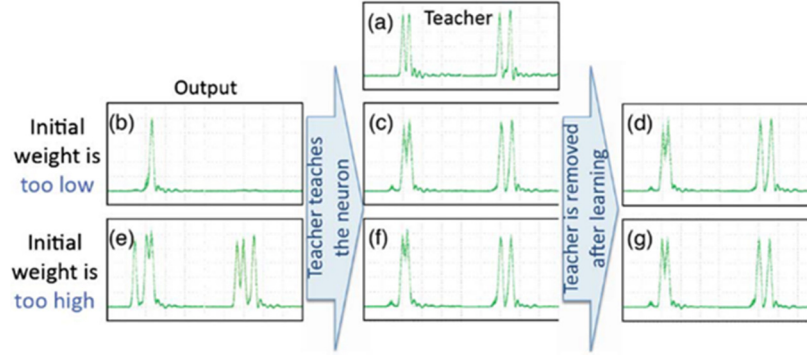 (a) Teacher
Output
Initial
weight is
too low
(b)
(c)
(d)
Initial
weight is
too high
(e)
(f)
(g)
Teacher teaches
the neuron
Teacher is removed
after learning